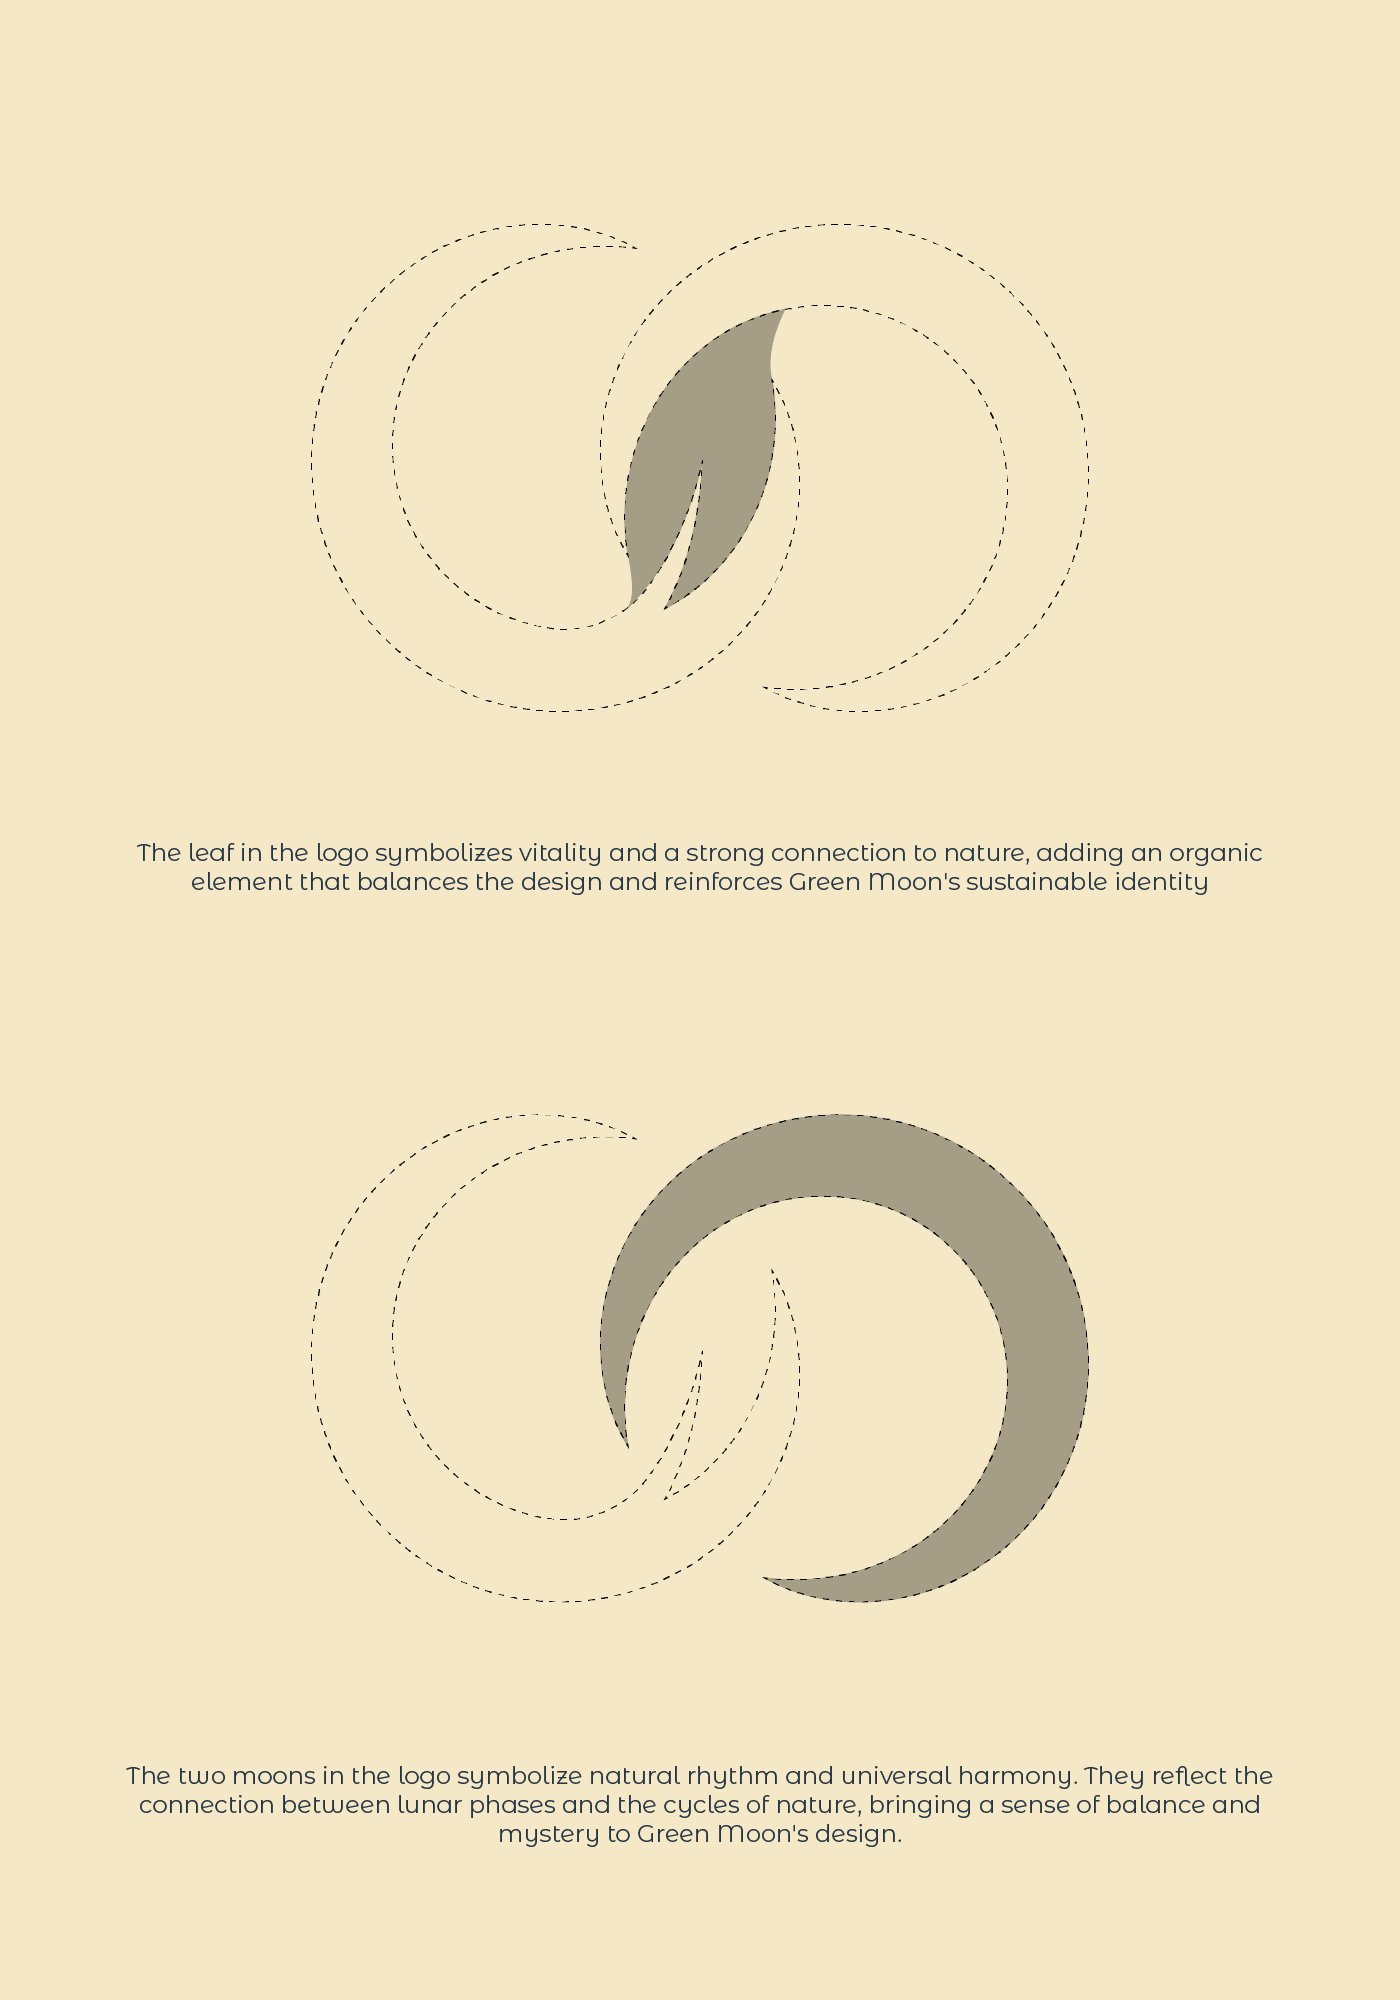 The leaf in the logo symbolizes vitality and a strong connection to nature, adding an organic
element that balances the design and reinforces Green Moon's sustainable identity
The two moons in the logo symbolize natural rhythm and universal harmony. They reflect the
connection between lunar phases and the cycles of nature, bringing a sense of balance and
mystery to Green Moon's design.